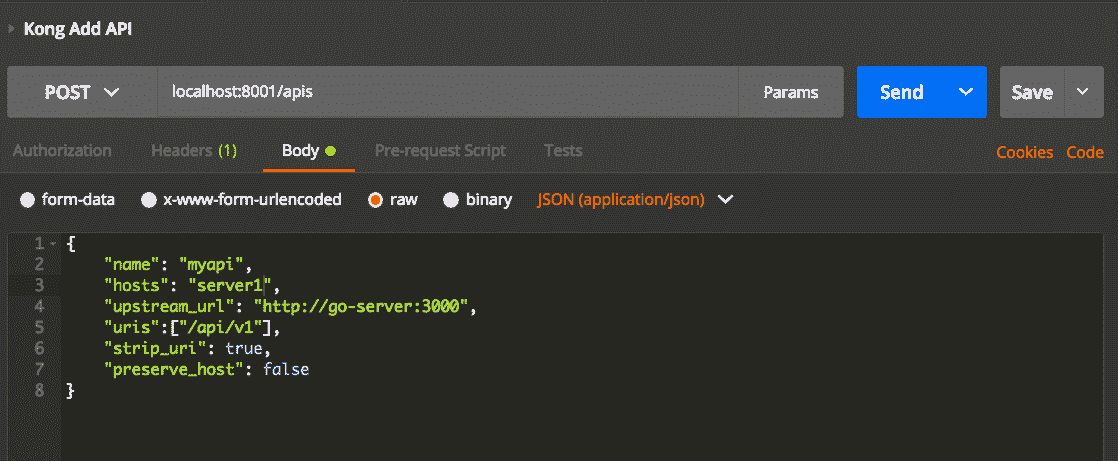 Kong Add API
POST localhost:8001/apis Params Send Save
Authorization Headers (1) Body Pre-request Script Tests Cookies Code
form-data x-www-form-urlencoded raw binary JSON (application/json)
1 {
2 "name": "myapi",
3 "hosts": "server1",
4 "upstream_url": "http://go-server:3000",
5 "uris":["/api/v1"],
6 "strip_uri": true,
7 "preserve_host": false
8 }